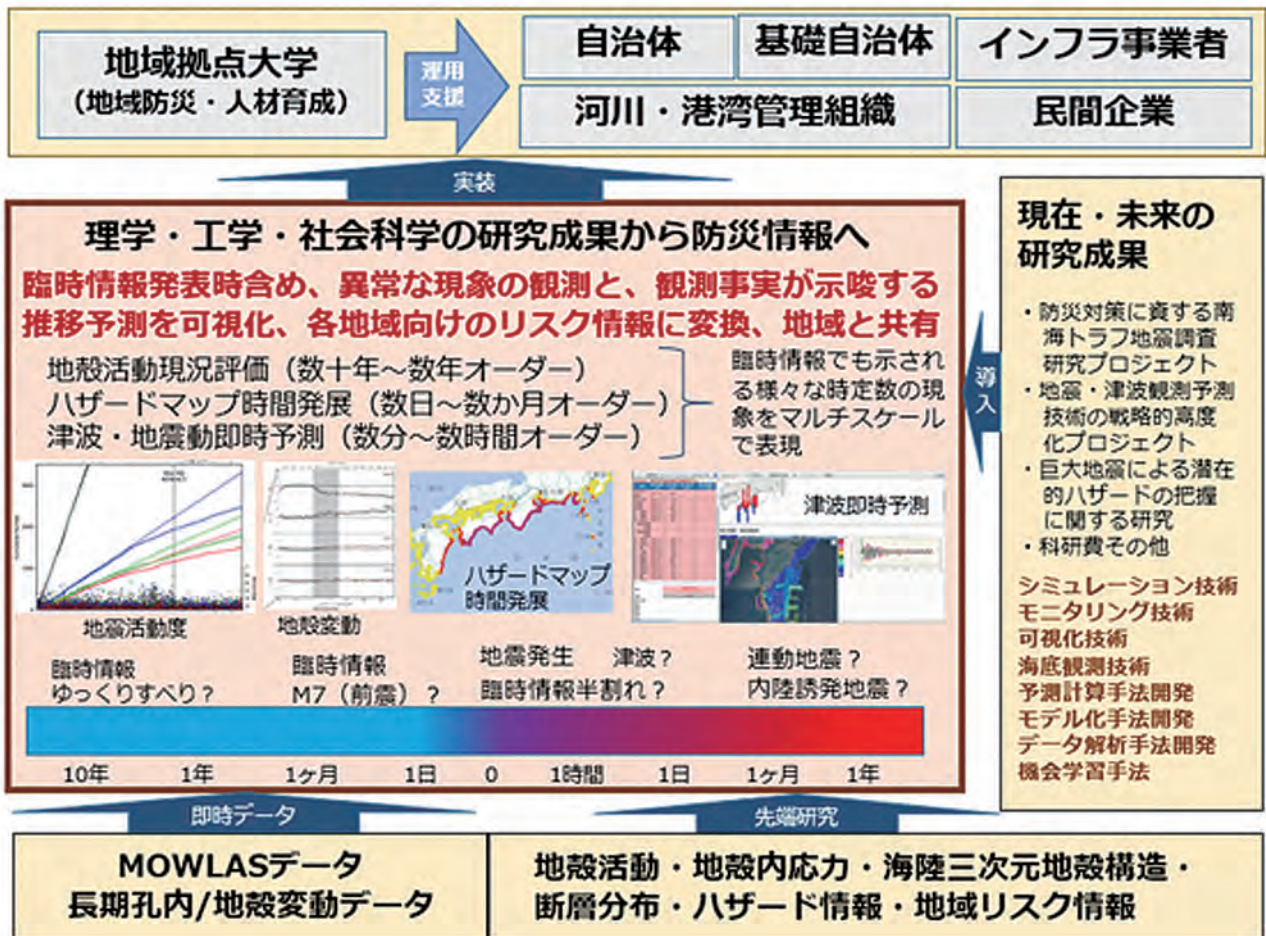 地域拠点大学
（地域防災・人材育成）
運用
支援
自治体
基礎自治体
インフラ事業者
河川・港湾管理組織
民間企業
実装
理学・工学・社会科学の研究成果から防災情報へ
臨時情報発表時含め、異常な現象の観測と、観測事実が示唆する
推移予測を可視化、各地域向けのリスク情報に変換、地域と共有
地殻活動現況評価（数十年～数年オーダー）
ハザードマップ時間発展（数日～数か月オーダー）
津波・地震動即時予測（数分～数時間オーダー）
臨時情報でも示され
る様々な時定数の現
象をマルチスケール
で表現
地震活動度
地殻変動
ハザードマップ
時間発展
津波即時予測
臨時情報
ゆっくりすべり？
臨時情報
M7（前震）？
地震発生　津波？
臨時情報半割れ？
連動地震？
内陸誘発地震？
10年
1年
1ヶ月
1日
0
1時間
1日
1ヶ月
1年
導入
現在・未来の
研究成果
・防災対策に資する南
海トラフ地震調査
研究プロジェクト
・地震・津波観測予測
技術の戦略的高度
化プロジェクト
・巨大地震による潜在
的ハザードの把握
に関する研究
・科研費その他
シミュレーション技術
モニタリング技術
可視化技術
海底観測技術
予測計算手法開発
モデル化手法開発
データ解析手法開発
機会学習手法
即時データ
先端研究
MOWLASデータ
長期孔内/地殻変動データ
地殻活動・地殻内応力・海陸三次元地殻構造・
断層分布・ハザード情報・地域リスク情報